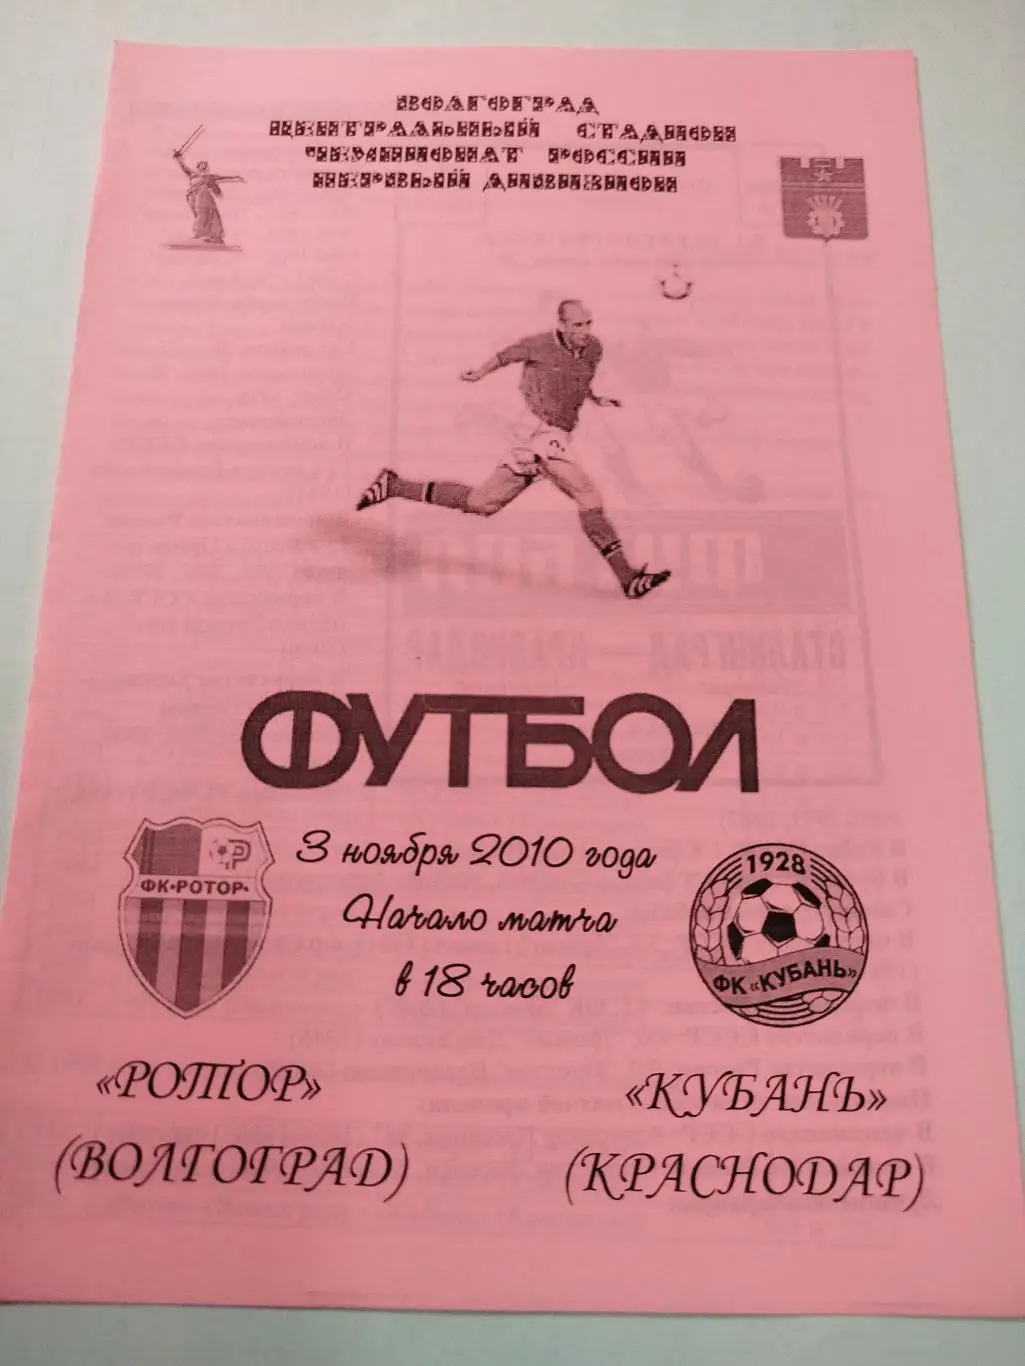 ВОЛГОГРАД
ЦЕНТРАЛЬНЫЙ СТАДИОН
ЧЕМПИОНАТ РОССИИ
ПЕРВЫЙ ДИВИЗИОН
ФУТБОЛ
3 ноября 2010 года
Начало матча
в 18 часов
ФК•РОТОР•
1928
ФК «КУБАНЬ»
«РОТОР»
(ВОЛГОГРАД)
«КУБАНЬ»
(КРАСНОДАР)